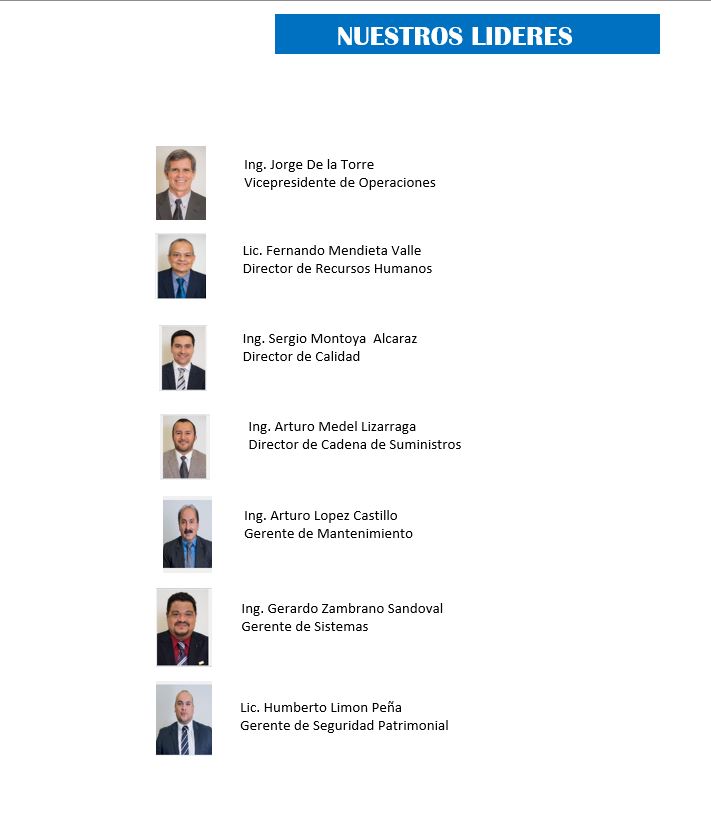 NUESTROS LIDERES
Ing. Jorge De la Torre
Vicepresidente de Operaciones
Lic. Fernando Mendieta Valle
Director de Recursos Humanos
Ing. Sergio Montoya  Alcaraz
Director de Calidad
Ing. Arturo Medel Lizarraga
Director de Cadena de Suministros
Ing. Arturo Lopez Castillo
Gerente de Mantenimiento
Ing. Gerardo Zambrano Sandoval
Gerente de Sistemas
Lic. Humberto Limon Peña
Gerente de Seguridad Patrimonial